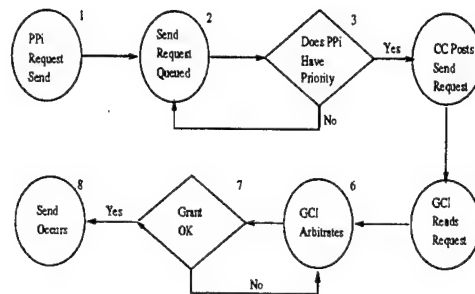 1
PPi
Request
Send
2
Send
Request
Queued
3
Does PPi
Have
Priority
Yes
No
CC Posts
Send
Request
8
Send
Occurs
Yes
7
Grant
OK
No
6
GCI
Arbitrates
GCI
Reads
Request